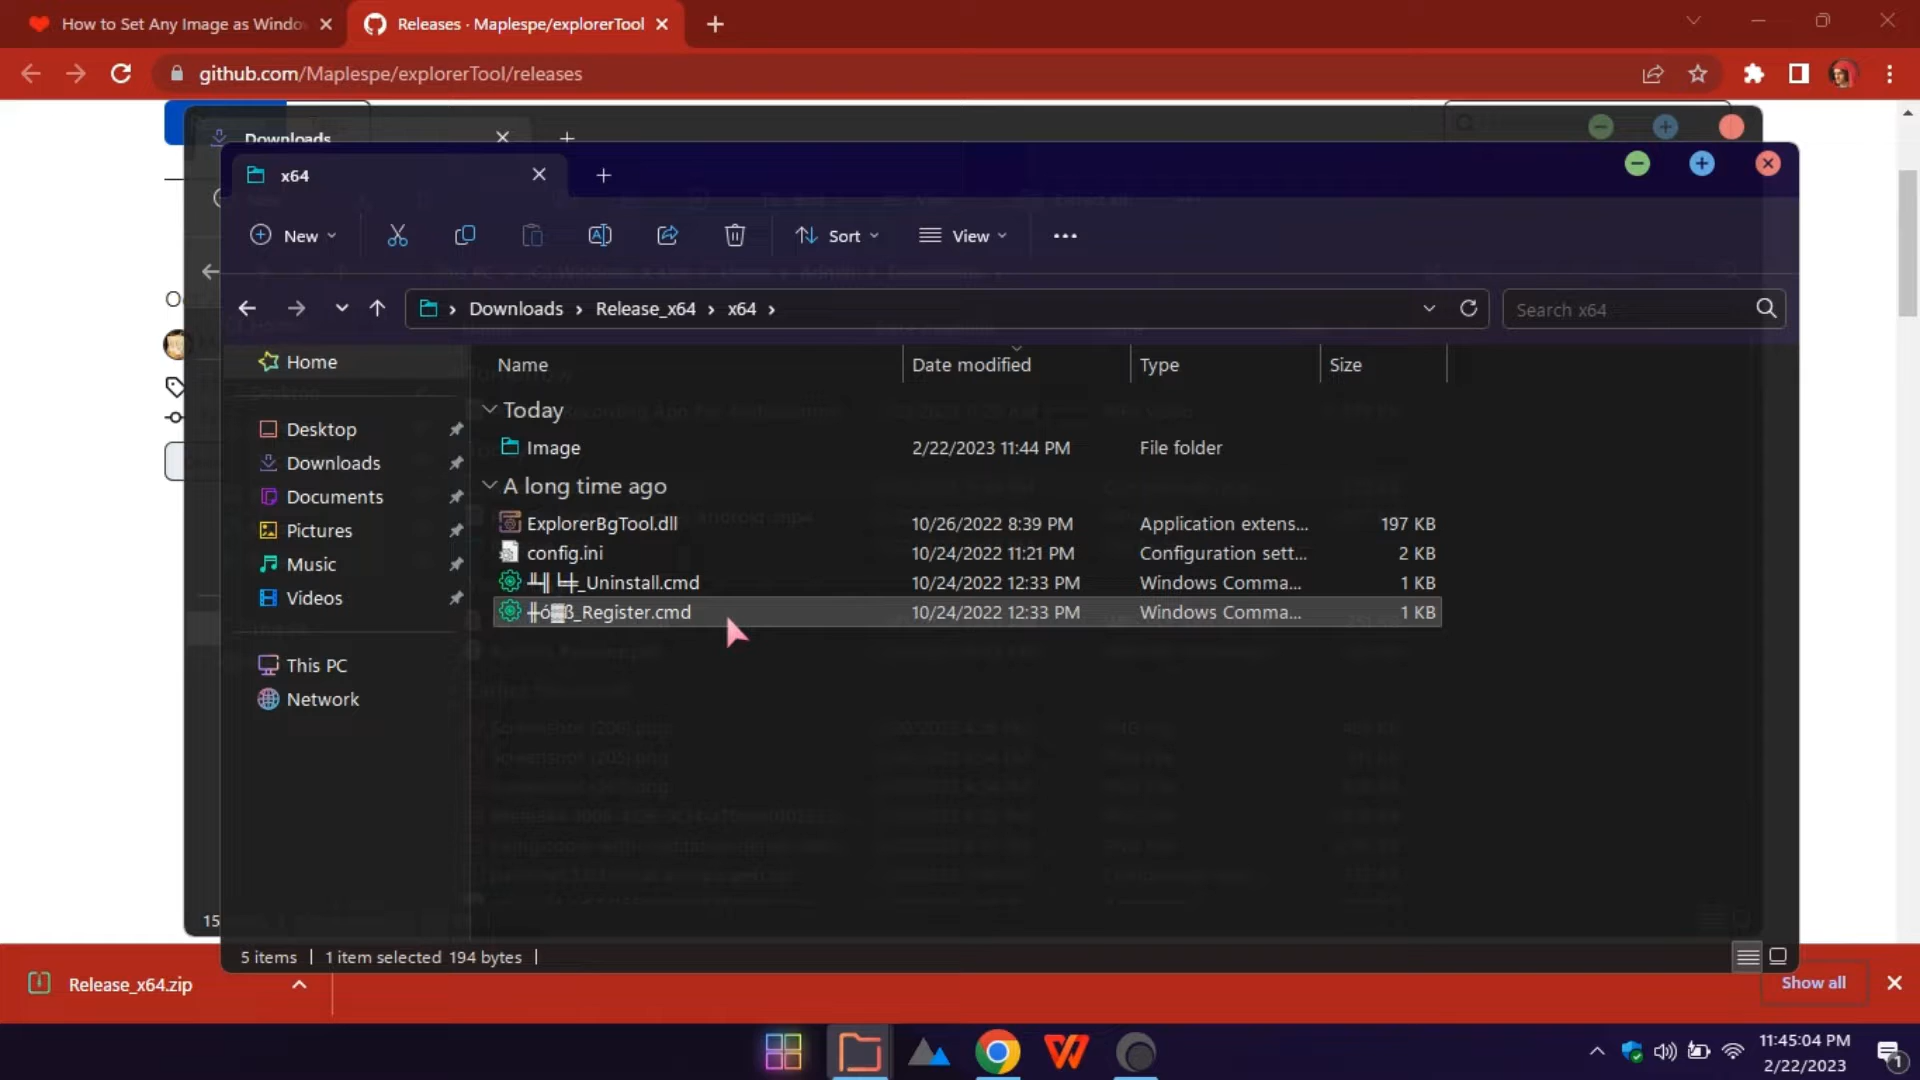 How to Set Any Image as Windo
Releases · Maplespe/explorerTool
github.com/Maplespe/explorerTool/releases
Downloads
x64
New
Sort
View
Downloads › Release_x64 › x64 ›
Search x64
Home
Desktop
Downloads
Documents
Pictures
Music
Videos
This PC
Network
Name Date modified Type Size
Today
Image 2/22/2023 11:44 PM File folder
A long time ago
ExplorerBgTool.dll 10/26/2022 8:39 PM Application extens... 197 KB
config.ini 10/24/2022 11:21 PM Configuration sett... 2 KB
_Uninstall.cmd 10/24/2022 12:33 PM Windows Comma... 1 KB
╫ó▓ß_Register.cmd 10/24/2022 12:33 PM Windows Comma... 1 KB
15
5 items | 1 item selected 194 bytes |
Release_x64.zip
Show all
11:45:04 PM
2/22/2023
1